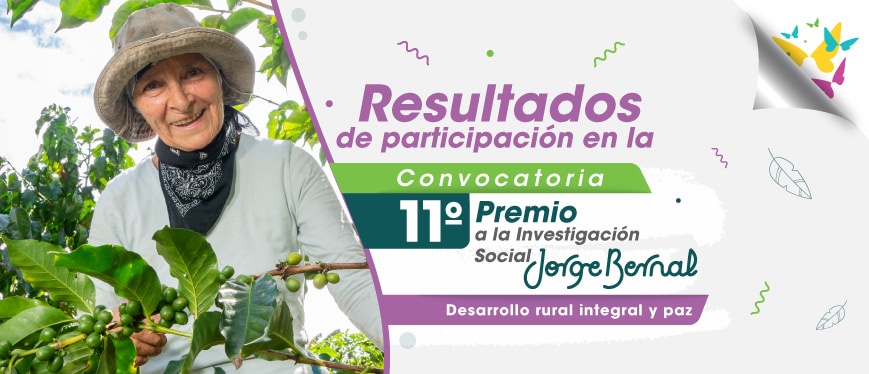 Resultados
de participación en la
Convocatoria
11º Premio
a la Investigación
Social Jorge Bernal
Desarrollo rural integral y paz